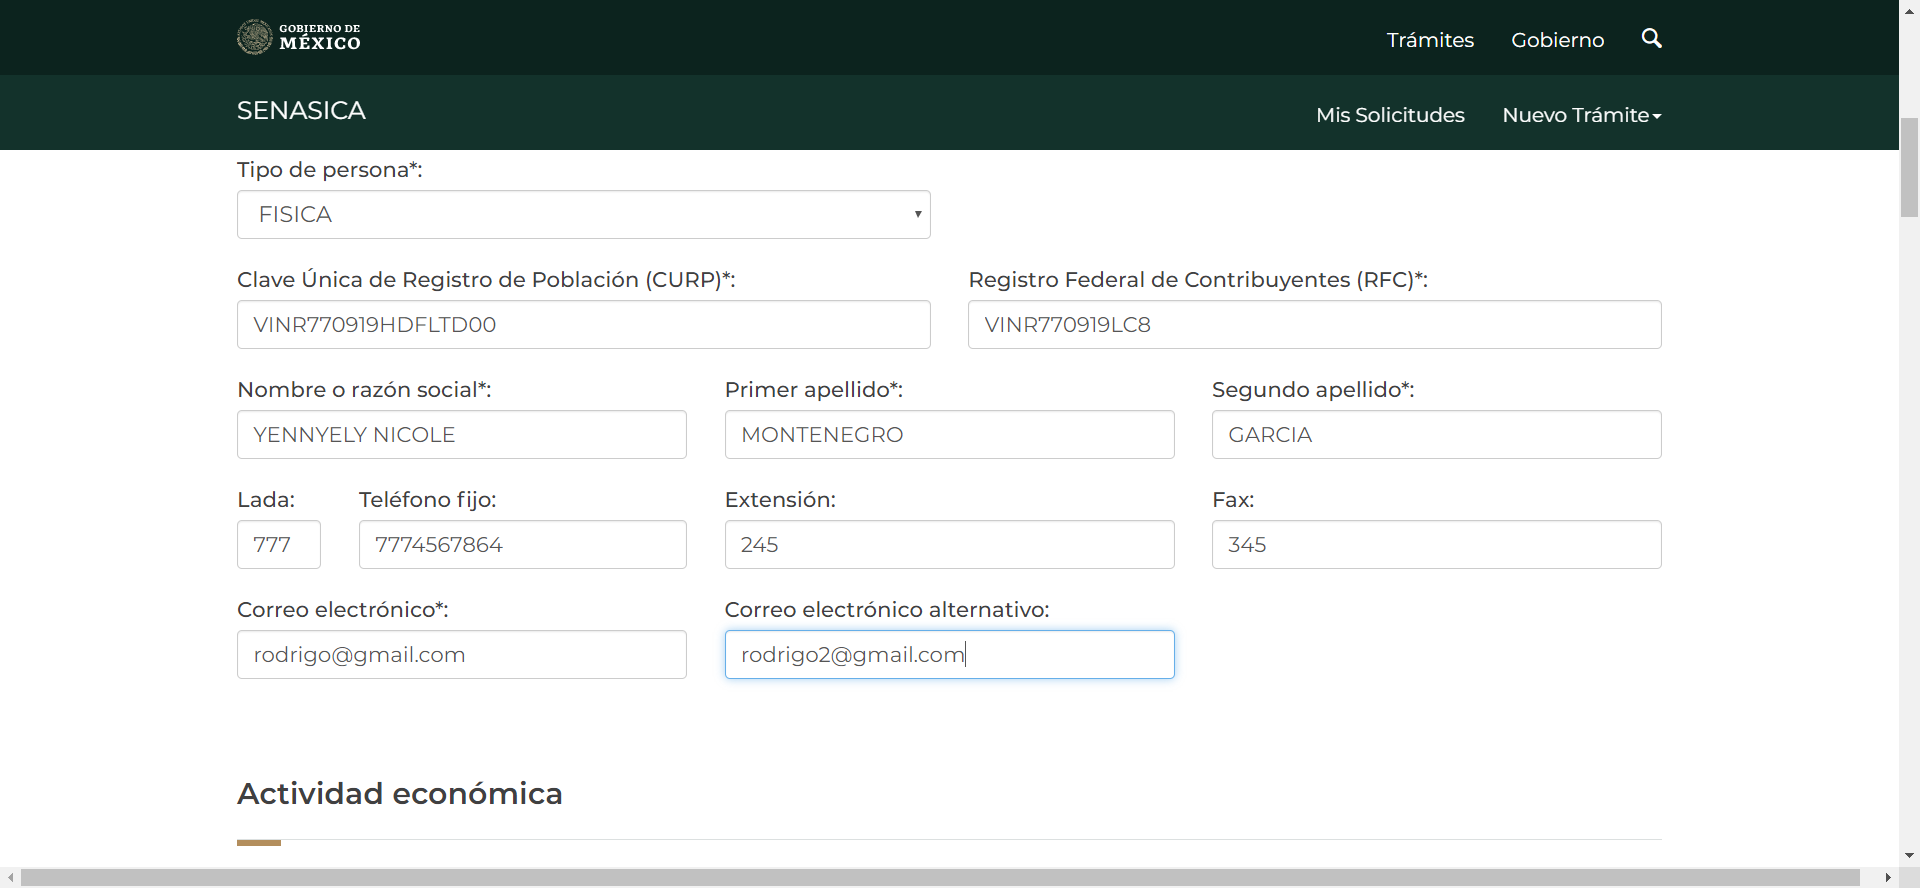 GOBIERNO DE
MÉXICO
Trámites Gobierno
SENASICA
Mis Solicitudes Nuevo Trámite
Tipo de persona*:
FISICA
Clave Única de Registro de Población (CURP)*: Registro Federal de Contribuyentes (RFC)*:
VINR770919HDFLTD00 VINR770919LC8
Nombre o razón social*: Primer apellido*: Segundo apellido*:
YENNYELY NICOLE MONTENEGRO GARCIA
Lada: Teléfono fijo: Extensión: Fax:
777 7774567864 245 345
Correo electrónico*: Correo electrónico alternativo:
rodrigo@gmail.com rodrigo2@gmail.com
Actividad económica